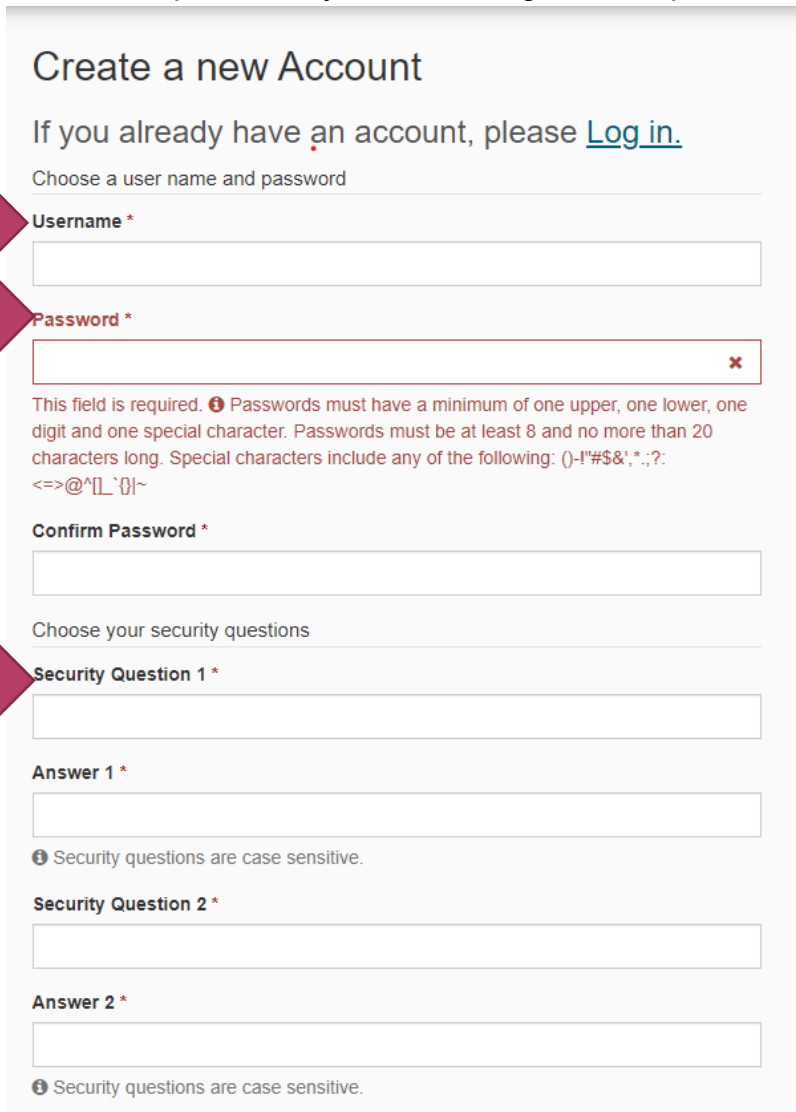 Create a new Account
If you already have an account, please Log in.
Choose a user name and password
Username *
Password *
This field is required. Passwords must have a minimum of one upper, one lower, one
digit and one special character. Passwords must be at least 8 and no more than 20
characters long. Special characters include any of the following: ()-!"#$&',*.;?:
<=>@^[]_`{}|~
Confirm Password *
Choose your security questions
Security Question 1 *
Answer 1 *
Security questions are case sensitive.
Security Question 2 *
Answer 2 *
Security questions are case sensitive.